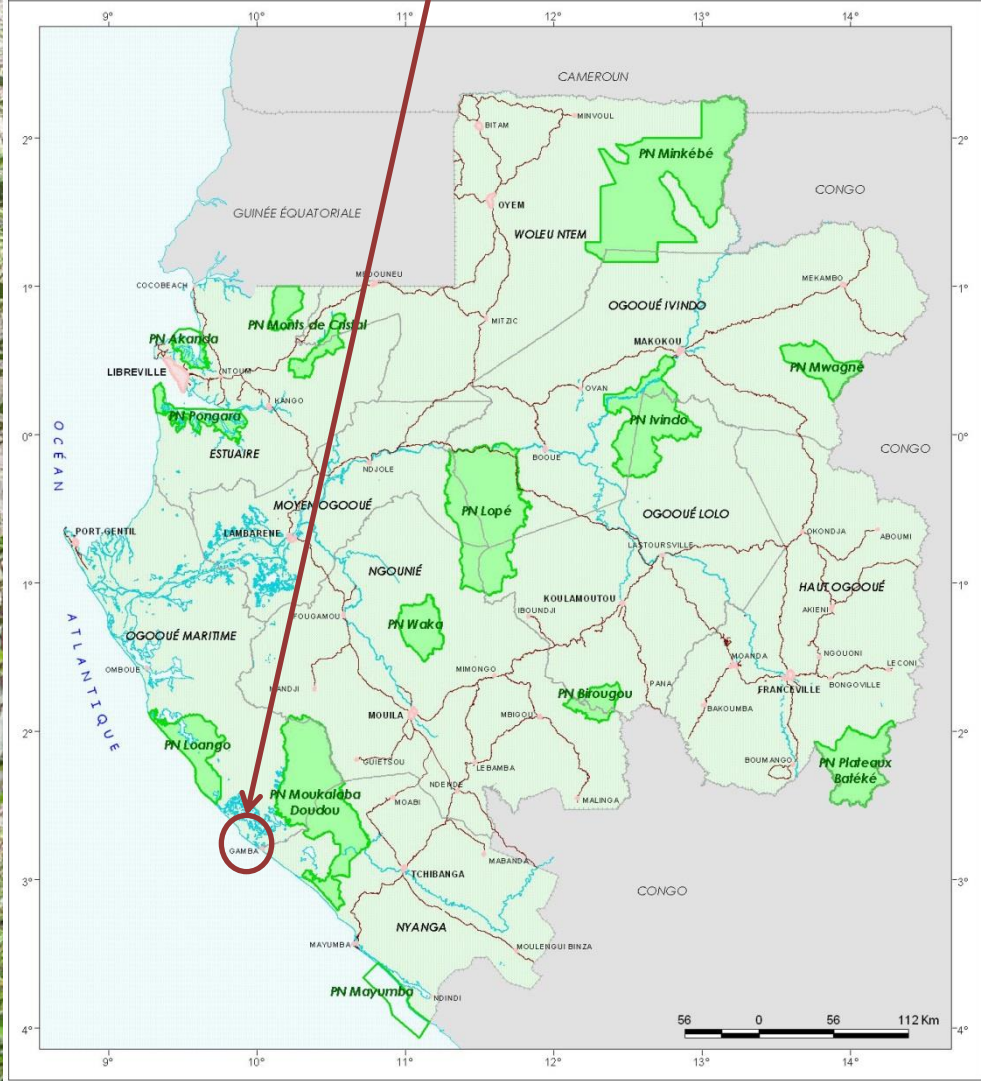 9° 10° 11° 12° 13° 14°
CAMEROUN
BITAM
MINVOUL
2° 2°
PN Minkébé
CONGO
OYEM
GUINÉE ÉQUATORIALE
WOLEU NTEM
MEDOUNEU
COCOBEACH
1° 1°
MEKAMBO
OGOOUÉ IVINDO
PN Monts de Cristal
MITZIC
PN Akanda
MAKOKOU
LIBREVILLE
NTOUM
PN Mwagne
OVAN
KANGO
PN Pongara
PN Ivindo
0° 0°
ESTUAIRE
BOOUE
CONGO
NDJOLE
OCÉAN
MOYEN OGOOUÉ
PN Lopé
OGOOUÉ LOLO
PORT GENTIL
LAMBARENE
OKONDJA
ABOUMI
LASTOURSVILLE
NGOUNIÉ
1° 1°
HAUT OGOOUÉ
KOULAMOUTOU
IBOUNDJI
AKIENI
FOUGAMOU
PN Waka
OGOOUÉ MARITIME
ATLANTIQUE
NGOUONI
MOANDA
OMBOUE
MIMONGO
LECONI
PANA
FRANCEVILLE
BONGOVILLE
MANDJI
PN Birougou
BAKOUMBA
MOUILA
MBIGOU
2° 2°
PN Loango
GUIETSOU
LEBAMBA
BOUMANGO
PN Plateaux
Batéké
NDENDE
PN Moukalaba
Doudou
MOABI
MALINGA
GAMBA
MABANDA
3° 3°
TCHIBANGA
CONGO
NYANGA
MAYUMBA
MOULENGUI BINZA
PN Mayumba
NDINDI
56 0 56 112 Km
4° 4°
9° 10° 11° 12° 13° 14°